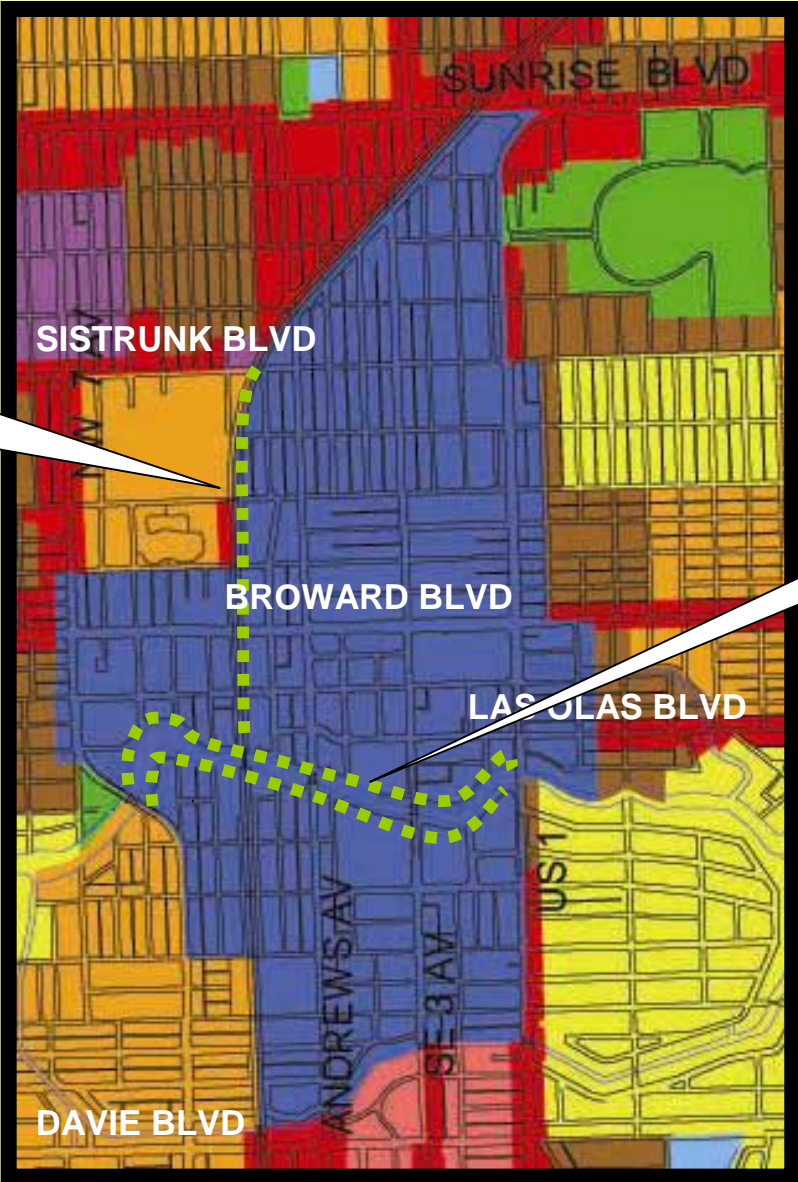 SUNRISE BLVD
SISTRUNK BLVD
NW 7 AV
BROWARD BLVD
LAS OLAS BLVD
US 1
ANDREWS AV
SE 3 AV
DAVIE BLVD